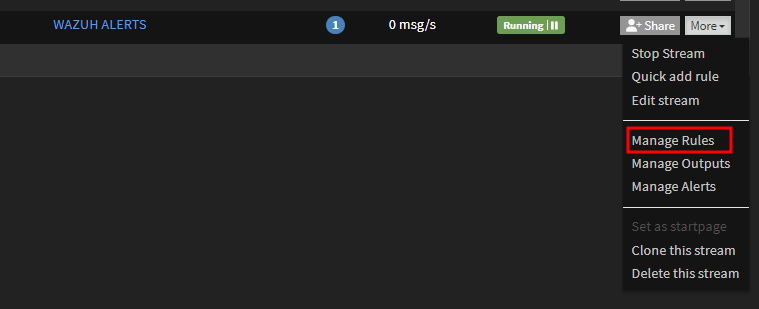 WAZUH ALERTS 1 0 msg/s Running Share More
Stop Stream
Quick add rule
Edit stream
Manage Rules
Manage Outputs
Manage Alerts
Set as startpage
Clone this stream
Delete this stream